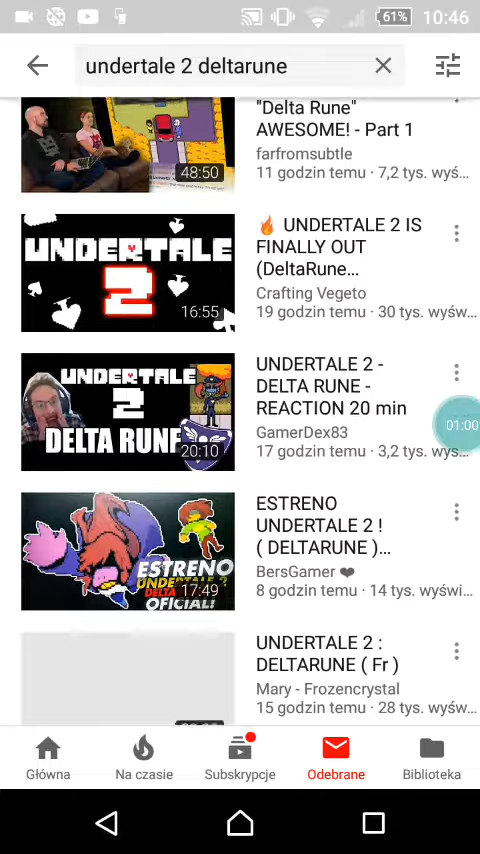 61% 10:46
undertale 2 deltarune
"Delta Rune"
AWESOME! - Part 1
farfromsubtle
11 godzin temu · 7,2 tys. wyś...
48:50
UNDERTALE
2
16:55
🔥 UNDERTALE 2 IS
FINALLY OUT
(DeltaRune...
Crafting Vegeto
19 godzin temu · 30 tys. wyśw...
UNDERTALE
2
DELTA RUNE
20:10
UNDERTALE 2 -
DELTA RUNE -
REACTION 20 min
GamerDex83
17 godzin temu · 3,2 tys. wys...
01:00
ESTRENO
UNDERTALE 2
DELTA
OFICIAL!
17:49
ESTRENO
UNDERTALE 2 !
( DELTARUNE )...
BersGamer ❤
8 godzin temu · 14 tys. wyświ...
UNDERTALE 2 :
DELTARUNE ( Fr )
Mary - Frozencrystal
15 godzin temu · 28 tys. wyśw...
Główna
Na czasie
Subskrypcje
Odebrane
Biblioteka